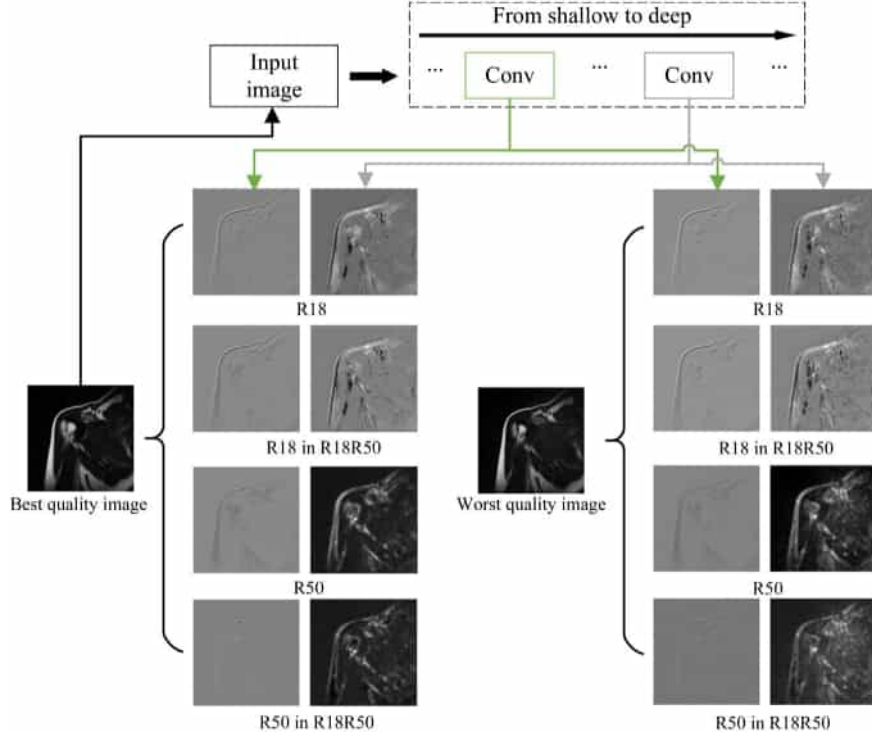 From shallow to deep
Input
image
...
Conv
...
Conv
...
R18
R18
R18 in R18R50
R18 in R18R50
Best quality image
Worst quality image
R50
R50
R50 in R18R50
R50 in R18R50